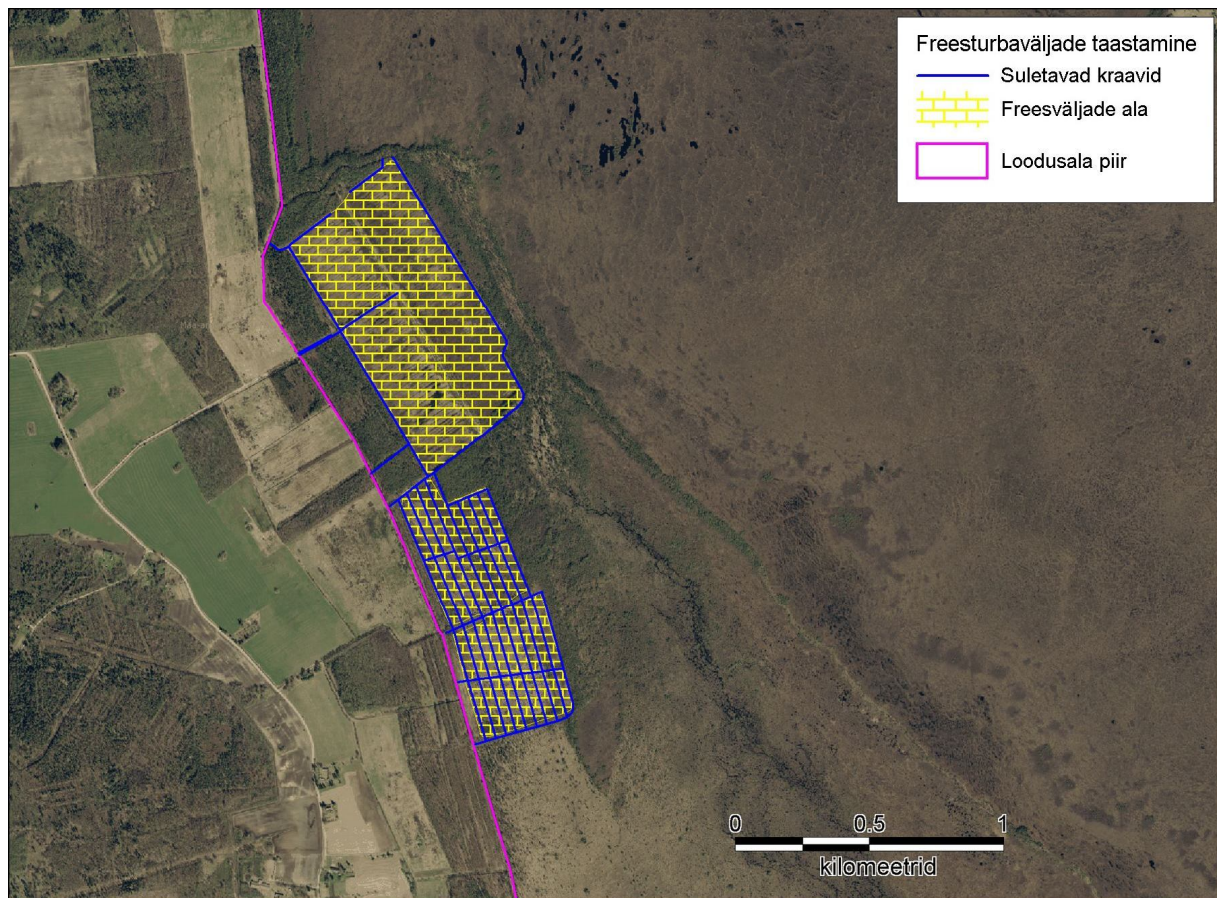 Freesturbaväljade taastamine
Suletavad kraavid
Freesväljade ala
Loodusala piir
0 0.5 1
kilomeetrid